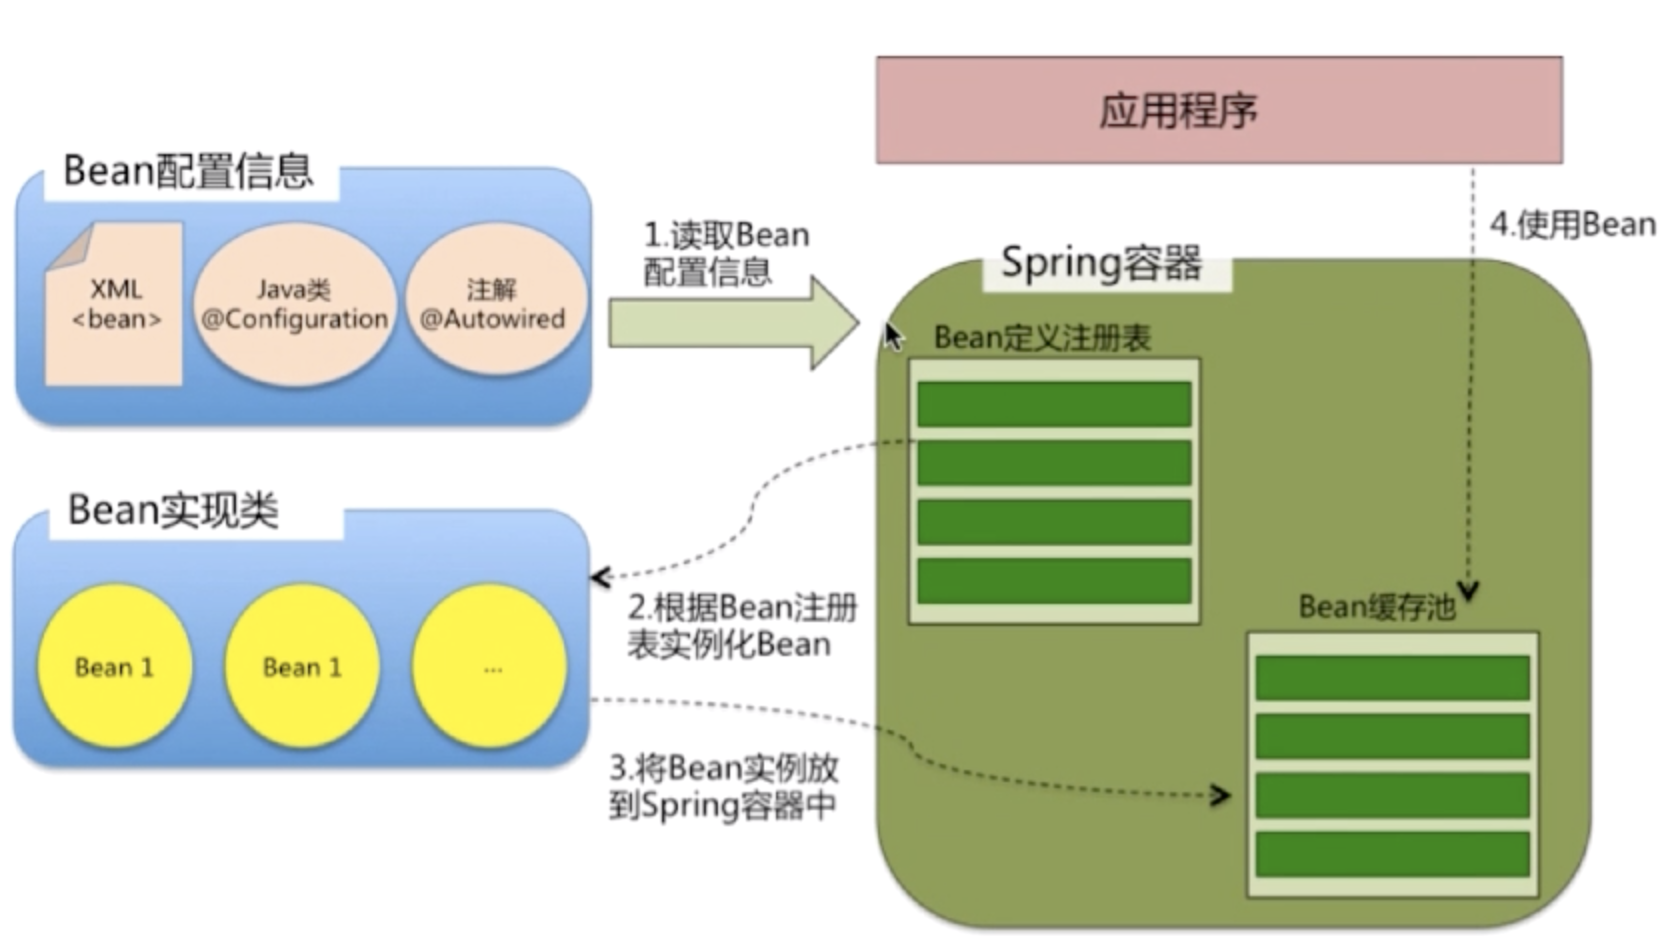 应用程序
Bean配置信息
XML
<bean>
Java类
@Configuration
注解
@Autowired
1.读取Bean
配置信息
4.使用Bean
Spring容器
Bean定义注册表
Bean实现类
Bean 1
Bean 1
...
2.根据Bean注册
表实例化Bean
3.将Bean实例放
到Spring容器中
Bean缓存池